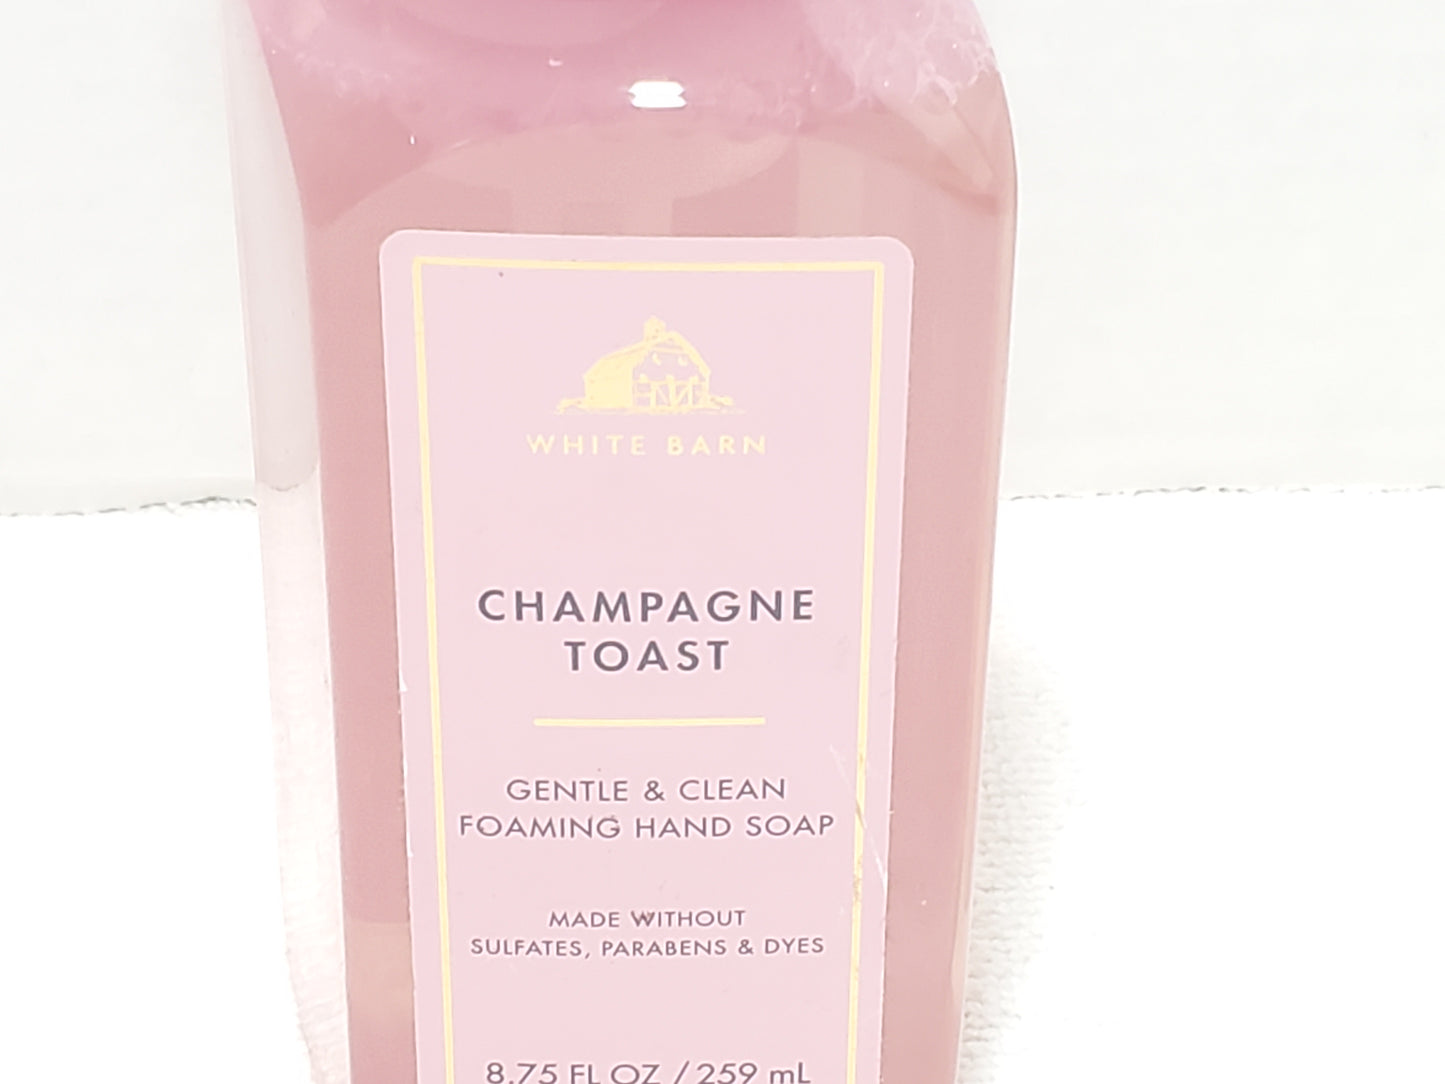 WHITE BARN
CHAMPAGNE
TOAST
GENTLE & CLEAN
FOAMING HAND SOAP
MADE WITHOUT
SULFATES, PARABENS & DYES
8.75 FL OZ / 259 mL